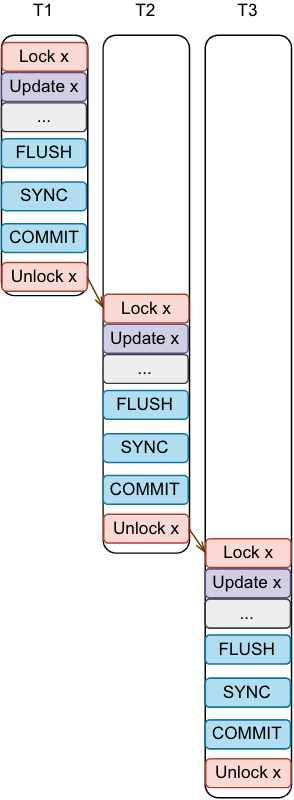 T1
T2
T3
Lock x
Update x
...
FLUSH
SYNC
COMMIT
Unlock x
Lock x
Update x
...
FLUSH
SYNC
COMMIT
Unlock x
Lock x
Update x
...
FLUSH
SYNC
COMMIT
Unlock x